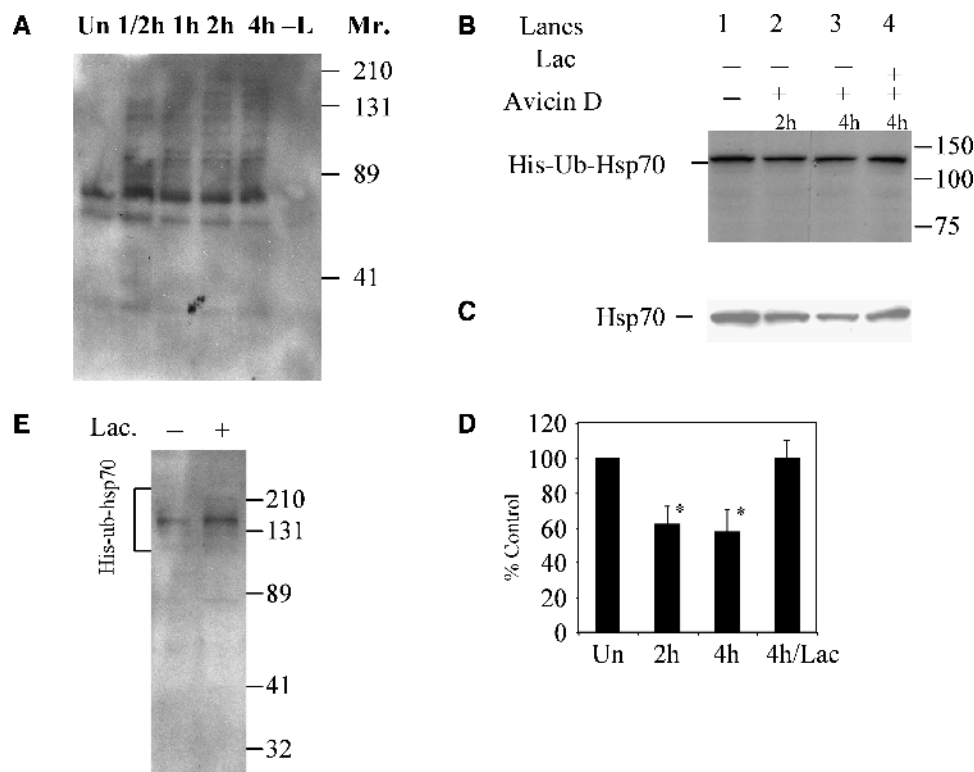 A
Un 1/2h 1h 2h 4h –L Mr.
210
131
89
41
B
Lancs 1 2 3 4
Lac — — — +
Avicin D — + + +
2h 4h 4h
His-Ub-Hsp70
150
100
75
C
Hsp70
E
Lac. — +
His-ub-hsp70
210
131
89
41
32
D
% Control
120
100
80
60
40
20
0
* *
Un 2h 4h 4h/Lac